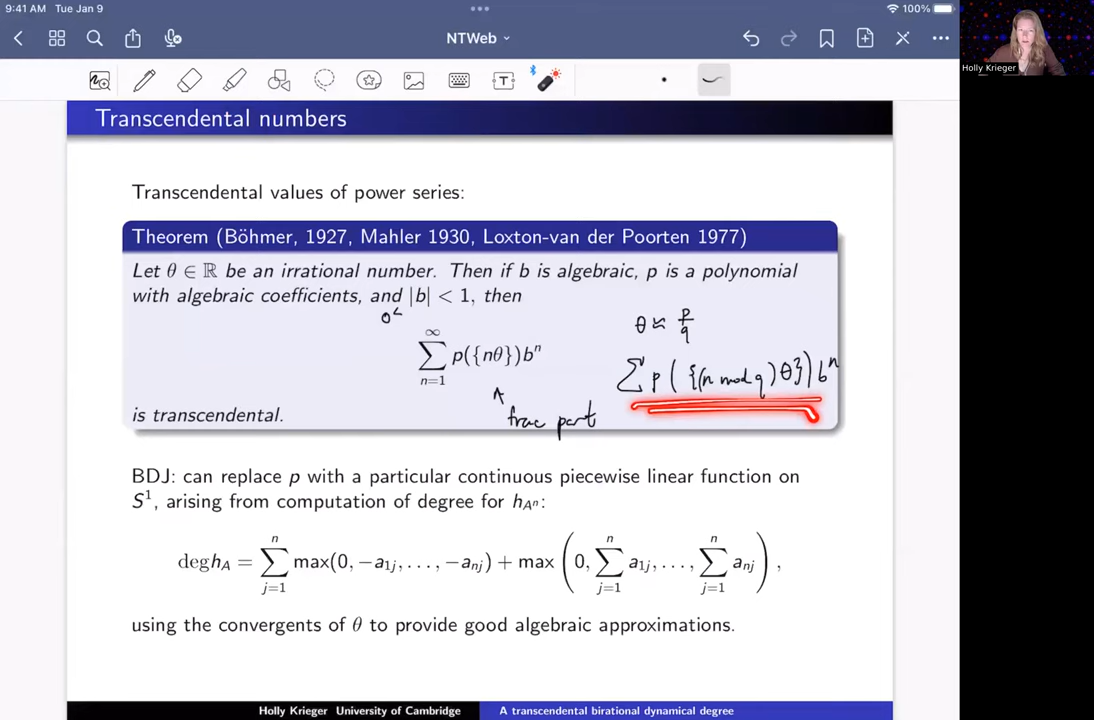 9:41 AM Tue Jan 9
100%
NTWeb
Holly Krieger
Transcendental numbers
Transcendental values of power series:
Theorem (Böhmer, 1927, Mahler 1930, Loxton-van der Poorten 1977)
Let θ ∈ ℝ be an irrational number. Then if b is algebraic, p is a polynomial
with algebraic coefficients, and |b| < 1, then
0<
θ ≈ p/q
∑_{n=1}^{∞} p({nθ})b^n
∑ p({(n mod q)θ})b^n
is transcendental.
^
frac part
BDJ: can replace p with a particular continuous piecewise linear function on
S¹, arising from computation of degree for h_{A^n}:
deg h_A = ∑_{j=1}^{n} max(0, −a_{1j}, . . . , −a_{nj}) + max(0, ∑_{j=1}^{n} a_{1j}, . . . , ∑_{j=1}^{n} a_{nj}),
using the convergents of θ to provide good algebraic approximations.
Holly Krieger University of Cambridge
A transcendental birational dynamical degree